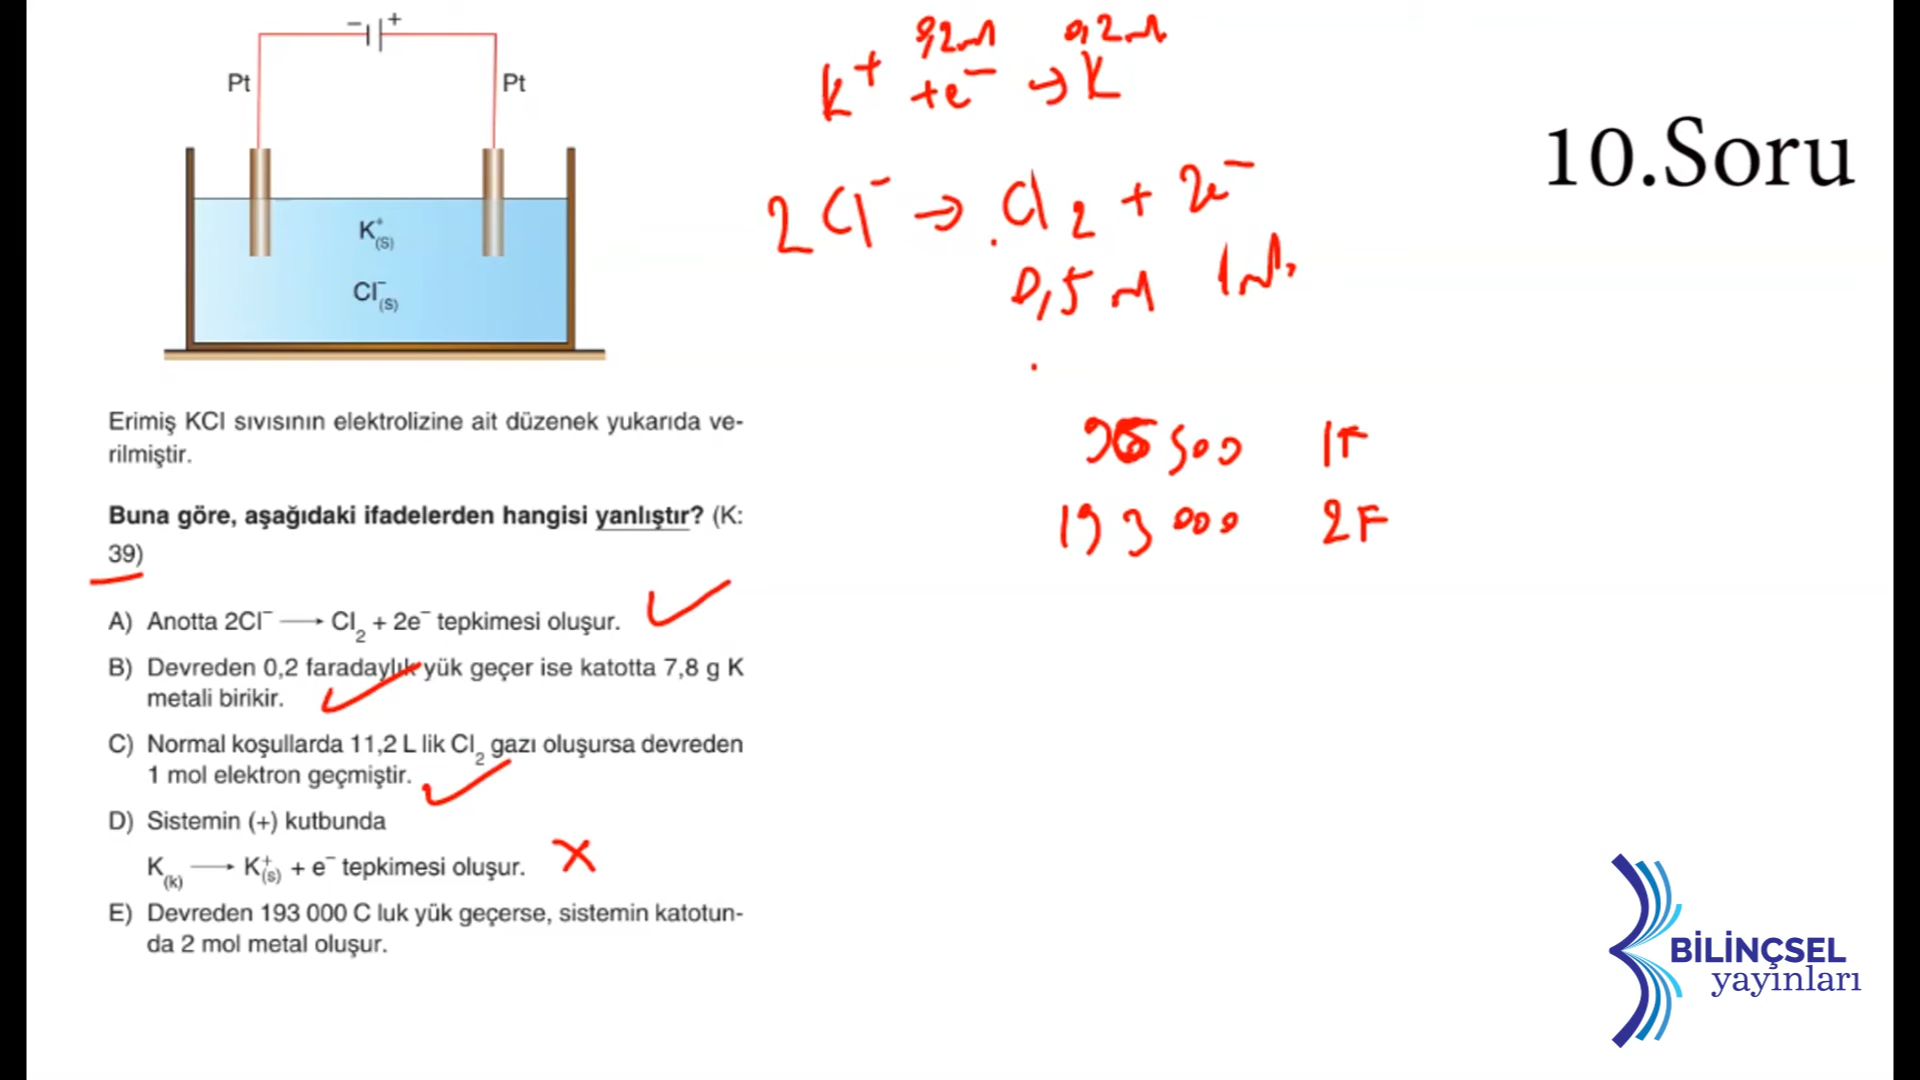 − +
Pt Pt
K+(S)
Cl−(S)
0,2 m 0,2 m
K+ + e− → K
2Cl− → Cl2 + 2e−
0,5 m 1 m
10.Soru
96500 1F
193000 2F
Erimiş KCl sıvısının elektrolizine ait düzenek yukarıda ve-
rilmiştir.
Buna göre, aşağıdaki ifadelerden hangisi yanlıştır? (K:
39)
A) Anotta 2Cl− ⟶ Cl2 + 2e− tepkimesi oluşur.
B) Devreden 0,2 faradaylık yük geçer ise katotta 7,8 g K
metali birikir.
C) Normal koşullarda 11,2 L lik Cl2 gazı oluşursa devreden
1 mol elektron geçmiştir.
D) Sistemin (+) kutbunda
K(k) ⟶ K+(s) + e− tepkimesi oluşur.
E) Devreden 193 000 C luk yük geçerse, sistemin katotun-
da 2 mol metal oluşur.
BİLİNÇSEL
yayınları